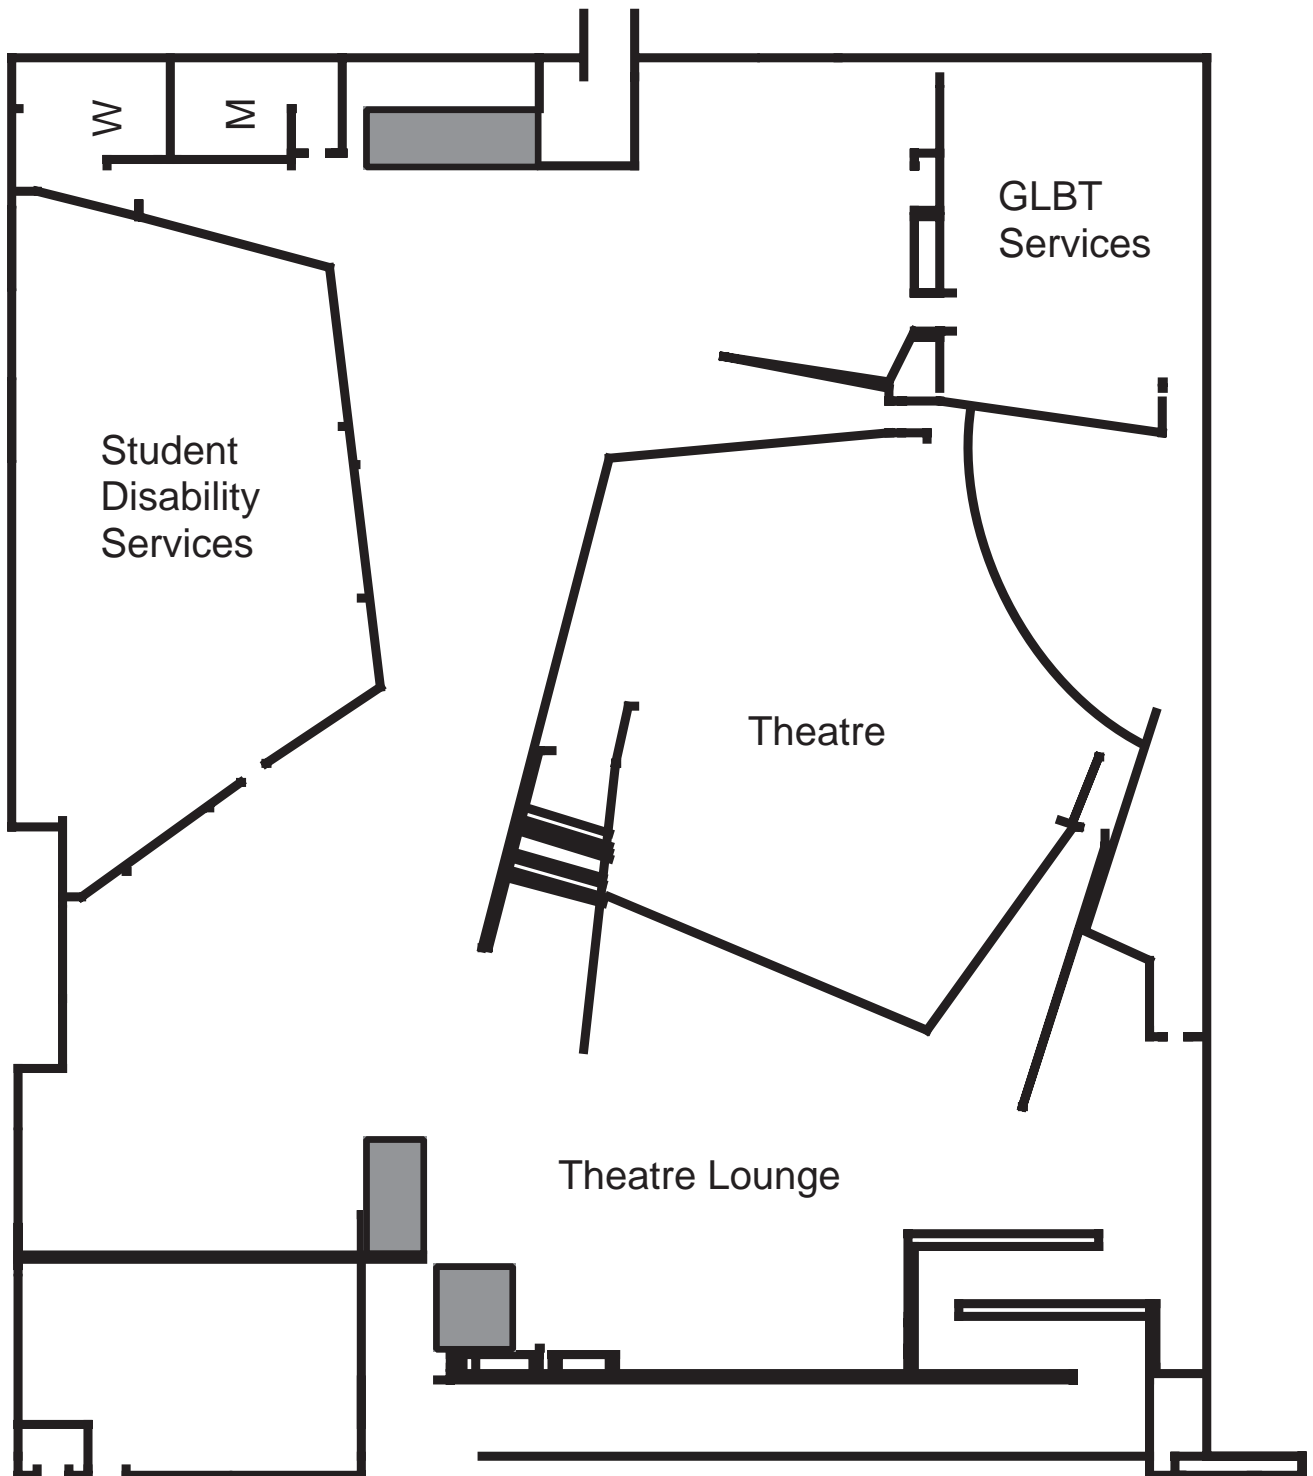 W
M
GLBT
Services
Student
Disability
Services
Theatre
Theatre Lounge